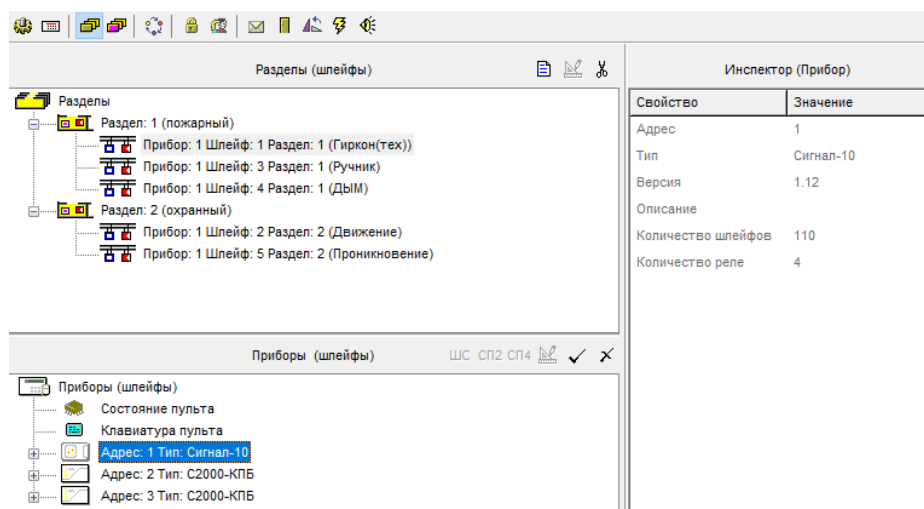 Разделы (шлейфы)
Разделы
Раздел: 1 (пожарный)
Прибор: 1 Шлейф: 1 Раздел: 1 (Гиркон(тех))
Прибор: 1 Шлейф: 3 Раздел: 1 (Ручник)
Прибор: 1 Шлейф: 4 Раздел: 1 (ДЫМ)
Раздел: 2 (охранный)
Прибор: 1 Шлейф: 2 Раздел: 2 (Движение)
Прибор: 1 Шлейф: 5 Раздел: 2 (Проникновение)
Приборы (шлейфы) ШС СП2 СП4
Приборы (шлейфы)
Состояние пульта
Клавиатура пульта
Адрес: 1 Тип: Сигнал-10
Адрес: 2 Тип: С2000-КПБ
Адрес: 3 Тип: С2000-КПБ
Инспектор (Прибор)
Свойство Значение
Адрес 1
Тип Сигнал-10
Версия 1.12
Описание
Количество шлейфов 110
Количество реле 4